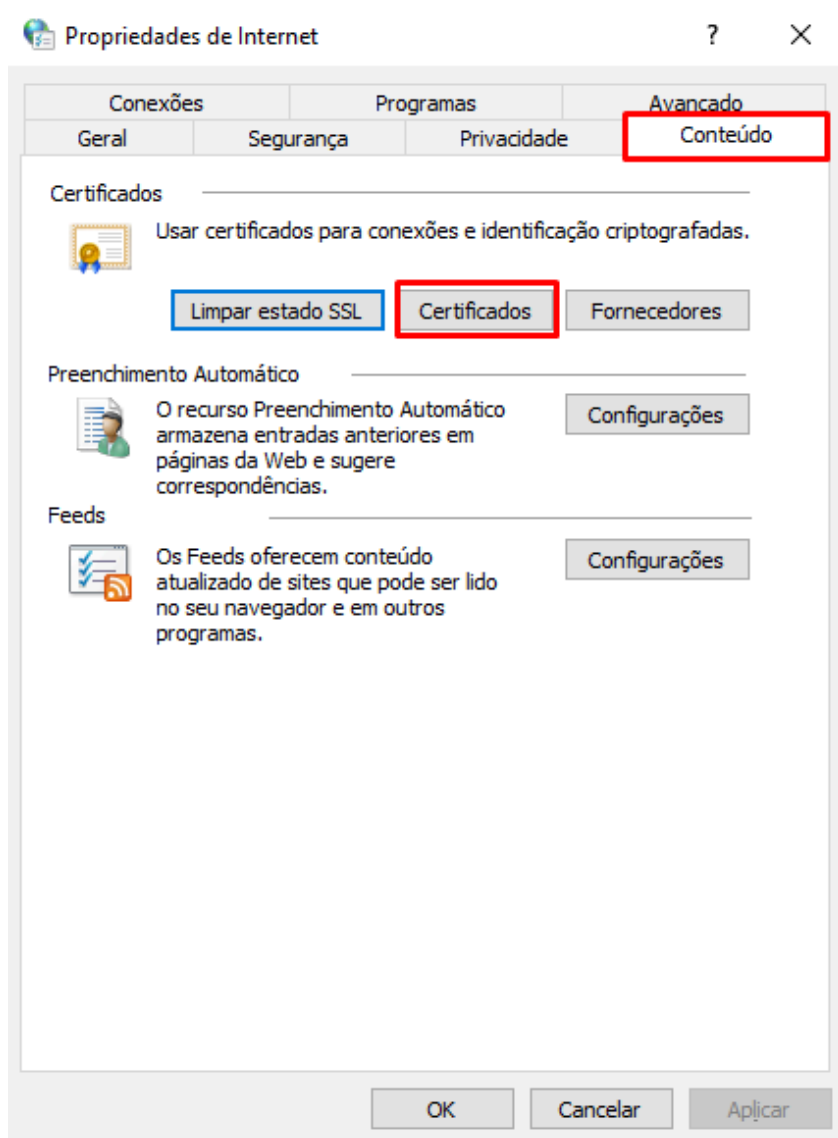 Propriedades de Internet
?
Conexões
Programas
Avançado
Geral
Segurança
Privacidade
Conteúdo
Certificados
Usar certificados para conexões e identificação criptografadas.
Limpar estado SSL
Certificados
Fornecedores
Preenchimento Automático
O recurso Preenchimento Automático
armazena entradas anteriores em
páginas da Web e sugere
correspondências.
Configurações
Feeds
Os Feeds oferecem conteúdo
atualizado de sites que pode ser lido
no seu navegador e em outros
programas.
Configurações
OK
Cancelar
Aplicar